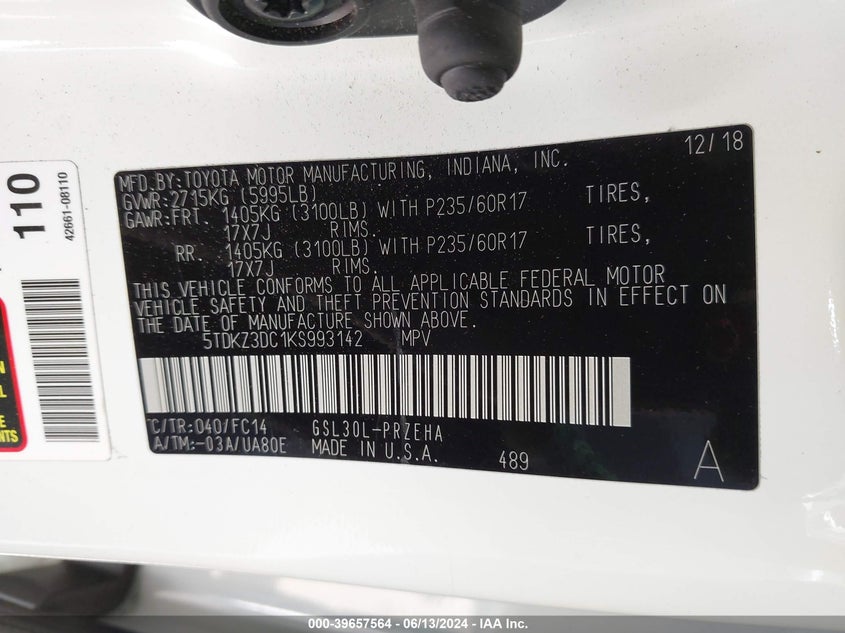 MFD.BY:TOYOTA MOTOR MANUFACTURING, INDIANA, INC. 12/18
GVWR:2715KG (5995LB)
GAWR:FRT. 1405KG (3100LB) WITH P235/60R17 TIRES,
17X7J RIMS.
RR. 1405KG (3100LB) WITH P235/60R17 TIRES,
17X7J RIMS.
THIS VEHICLE CONFORMS TO ALL APPLICABLE FEDERAL MOTOR
VEHICLE SAFETY AND THEFT PREVENTION STANDARDS IN EFFECT ON
THE DATE OF MANUFACTURE SHOWN ABOVE.
5TDKZ3DC1KS993142 MPV
C/TR:040/FC14 GSL30L-PRZEHA
A/TM:-03A/UA80E MADE IN U.S.A. 489 A
110
42661-08110
000-39657564 - 06/13/2024 - IAAI Inc.